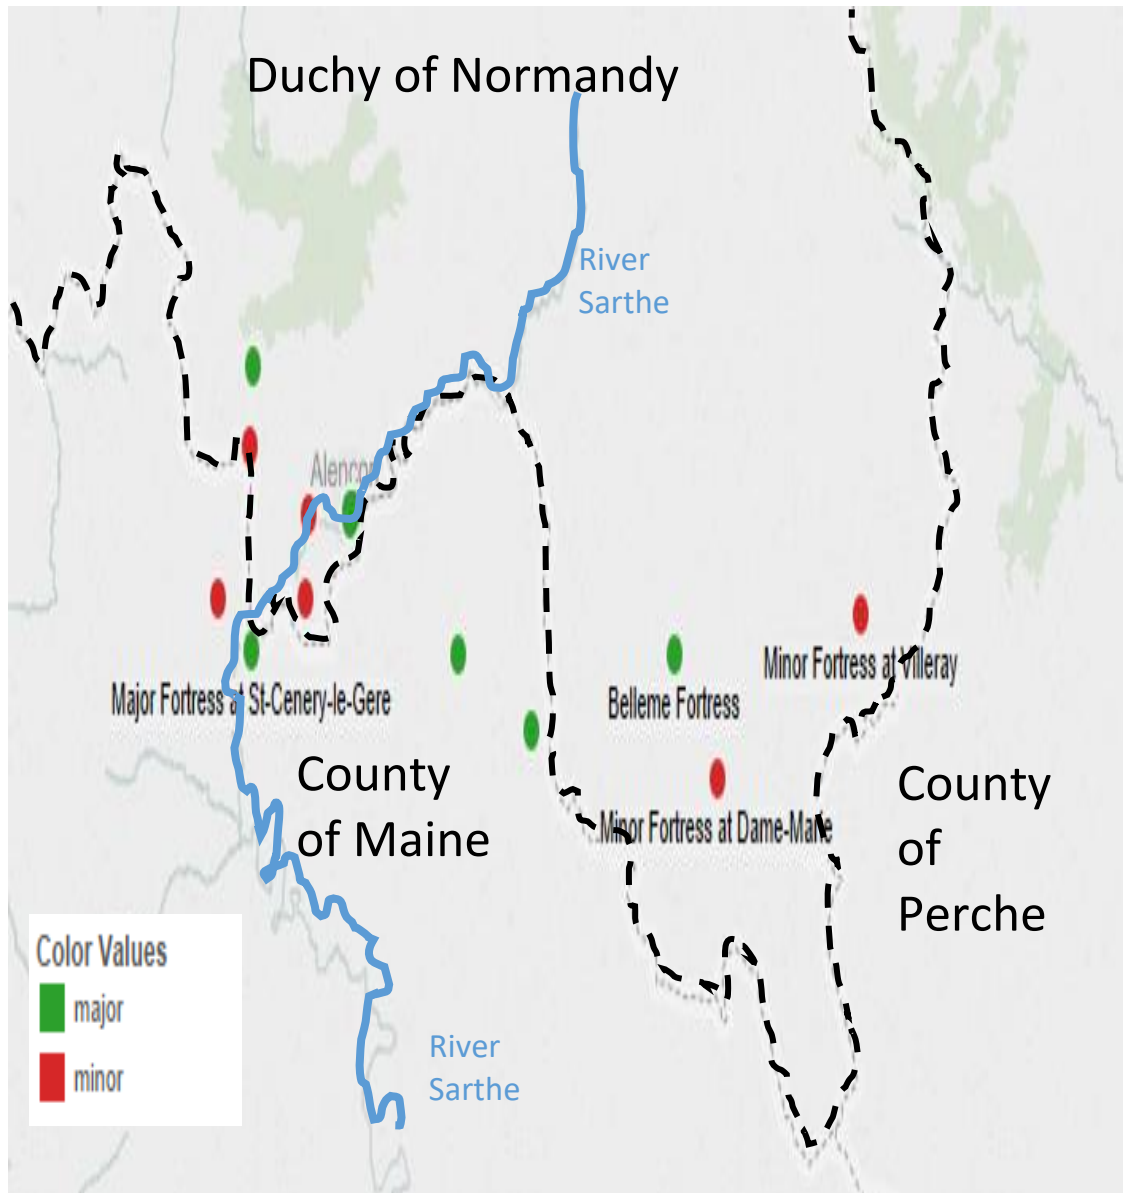 Duchy of Normandy
River
Sarthe
Alencon
Major Fortress at St-Cenery-le-Gere
Belleme Fortress
Minor Fortress at Villeray
Minor Fortress at Dame-Marie
County
of Maine
County
of
Perche
Color Values
major
minor
River
Sarthe